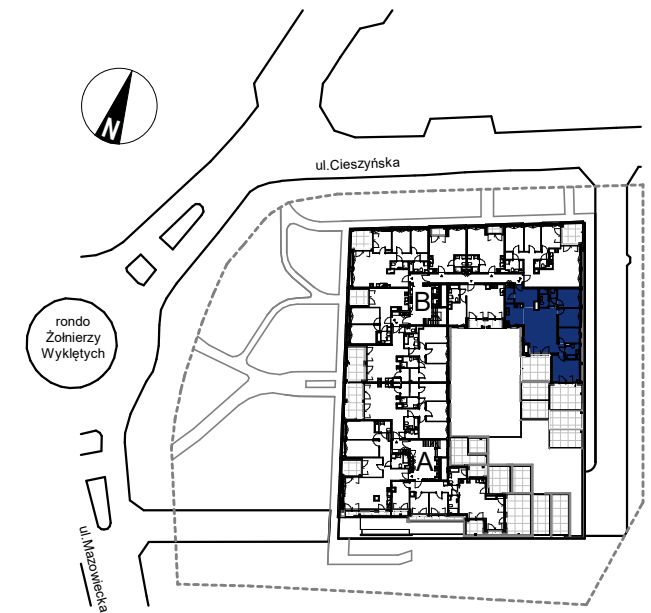 N
ul.Cieszyńska
B
rondo
Żołnierzy
Wyklętych
A
ul.Mazowiecka